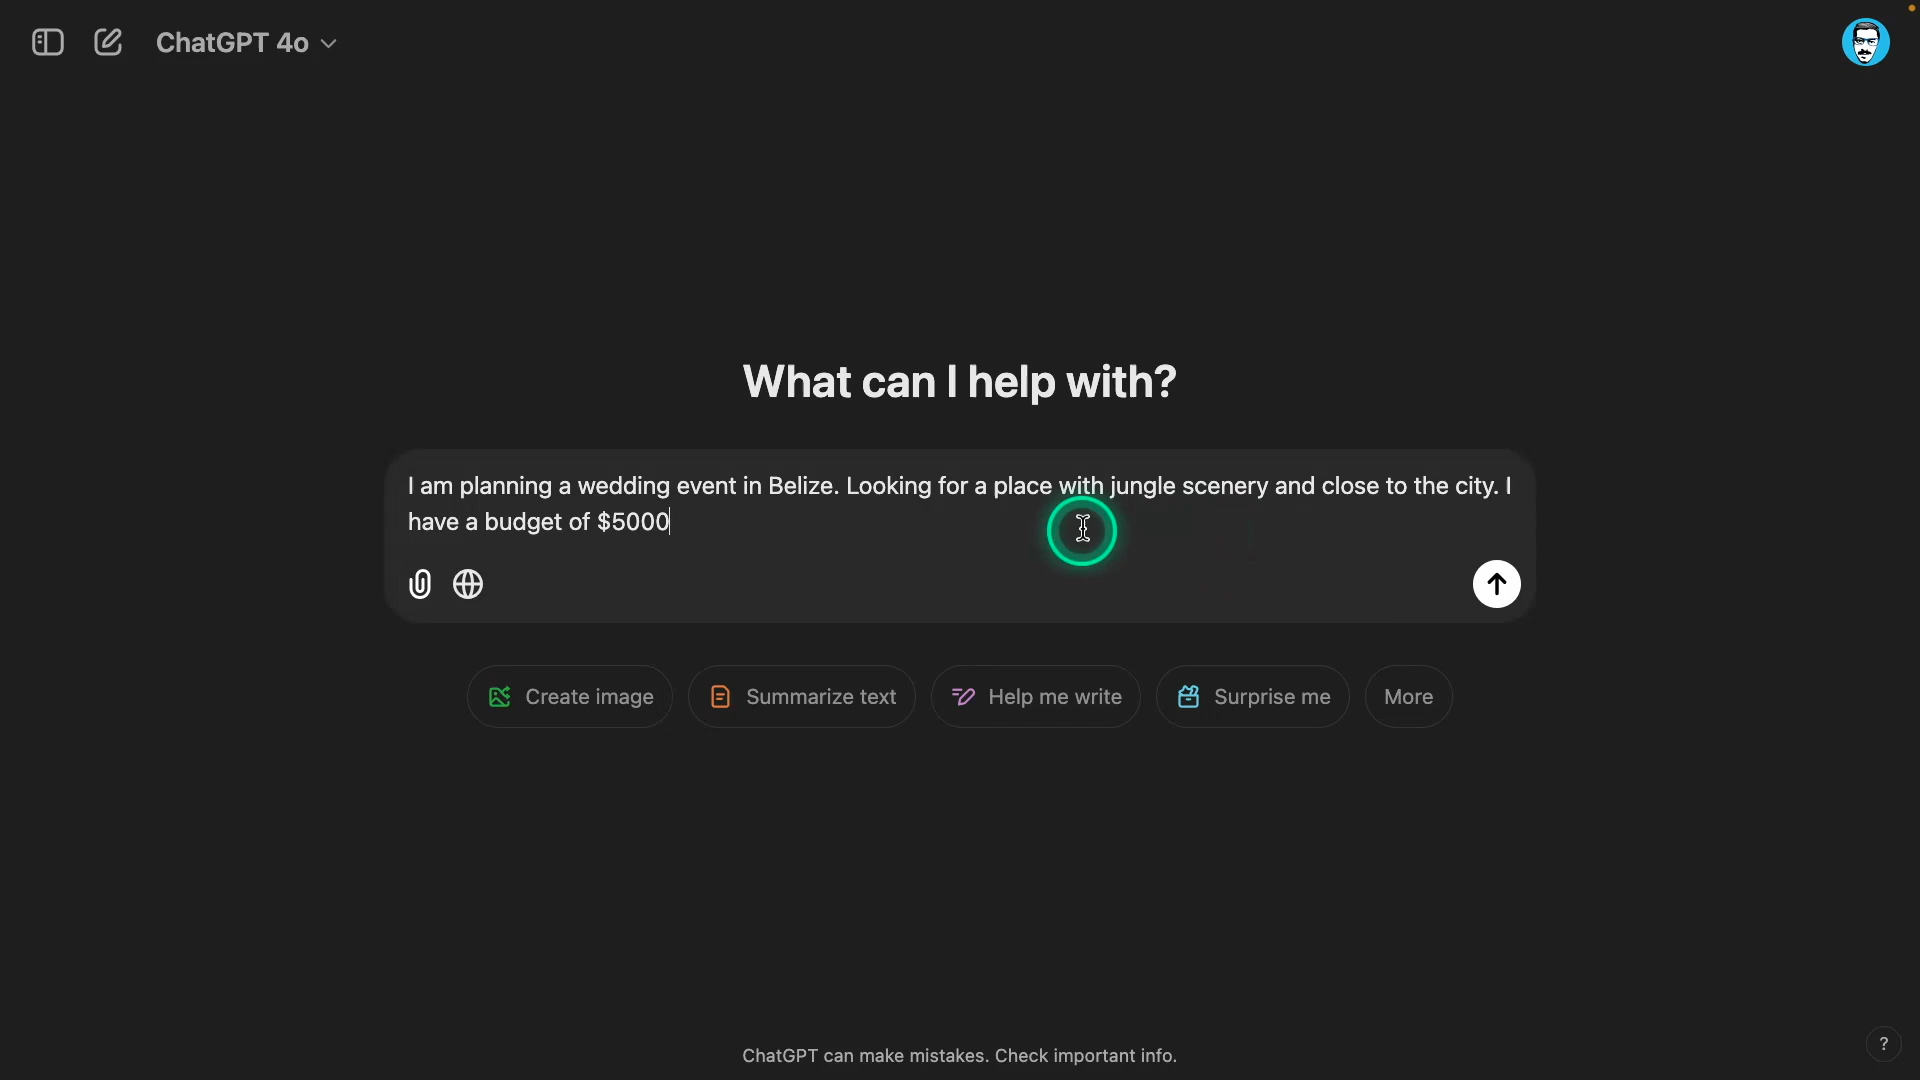 ChatGPT 4o
What can I help with?
I am planning a wedding event in Belize. Looking for a place with jungle scenery and close to the city. I
have a budget of $5000
Create image
Summarize text
Help me write
Surprise me
More
ChatGPT can make mistakes. Check important info.
?